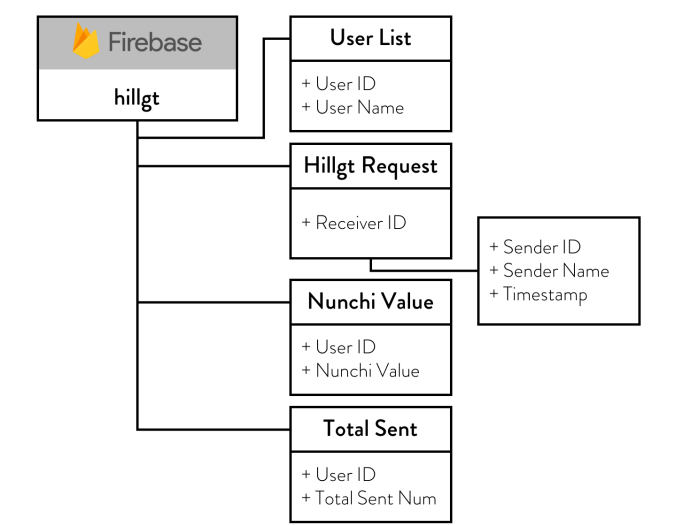 Firebase
hillgt
User List
+ User ID
+ User Name
Hillgt Request
+ Receiver ID
+ Sender ID
+ Sender Name
+ Timestamp
Nunchi Value
+ User ID
+ Nunchi Value
Total Sent
+ User ID
+ Total Sent Num